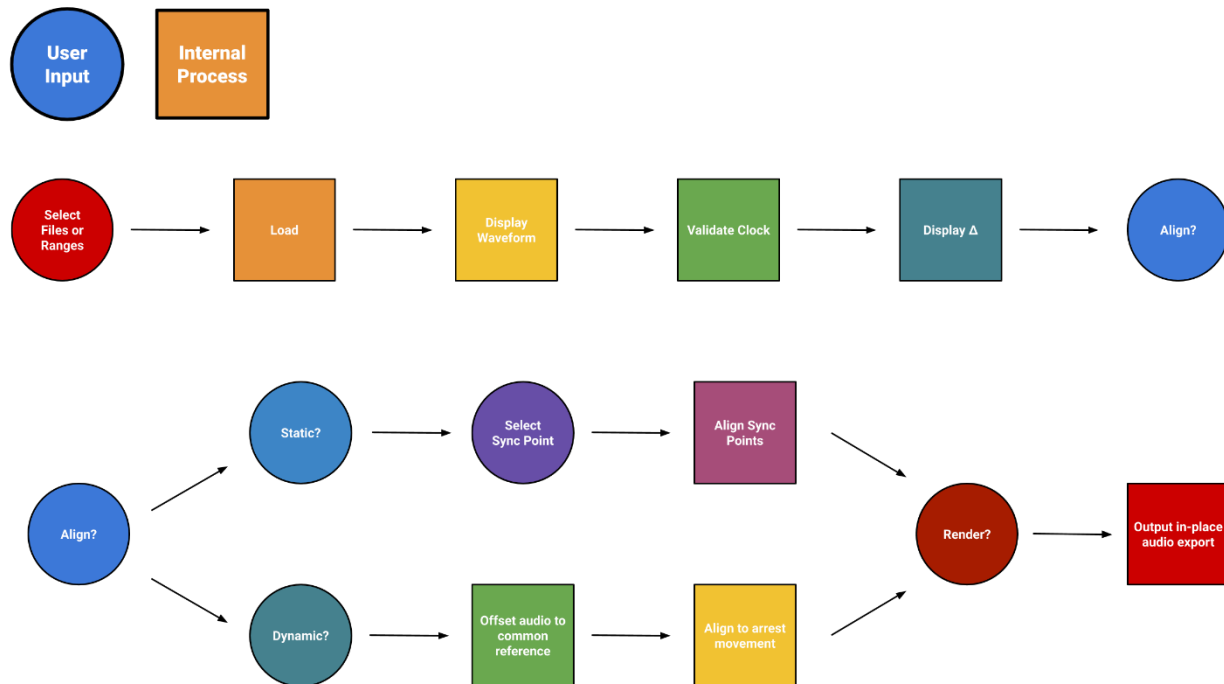 User
Input
Internal
Process
Select
Files or
Ranges
Load
Display
Waveform
Validate Clock
Display Δ
Align?
Static?
Select
Sync Point
Align Sync
Points
Align?
Render?
Output in-place
audio export
Dynamic?
Offset audio to
common
reference
Align to arrest
movement